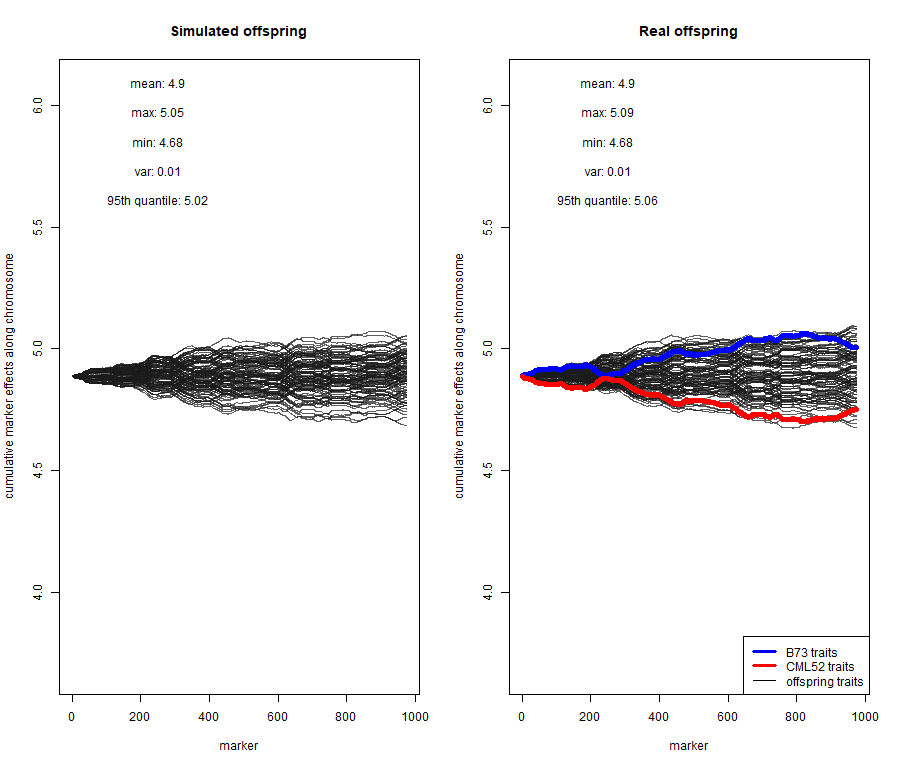 Simulated offspring
mean: 4.9
max: 5.05
min: 4.68
var: 0.01
95th quantile: 5.02
cumulative marker effects along chromosome
6.0
5.5
5.0
4.5
4.0
0 200 400 600 800 1000
marker
Real offspring
mean: 4.9
max: 5.09
min: 4.68
var: 0.01
95th quantile: 5.06
cumulative marker effects along chromosome
6.0
5.5
5.0
4.5
4.0
B73 traits
CML52 traits
offspring traits
0 200 400 600 800 1000
marker